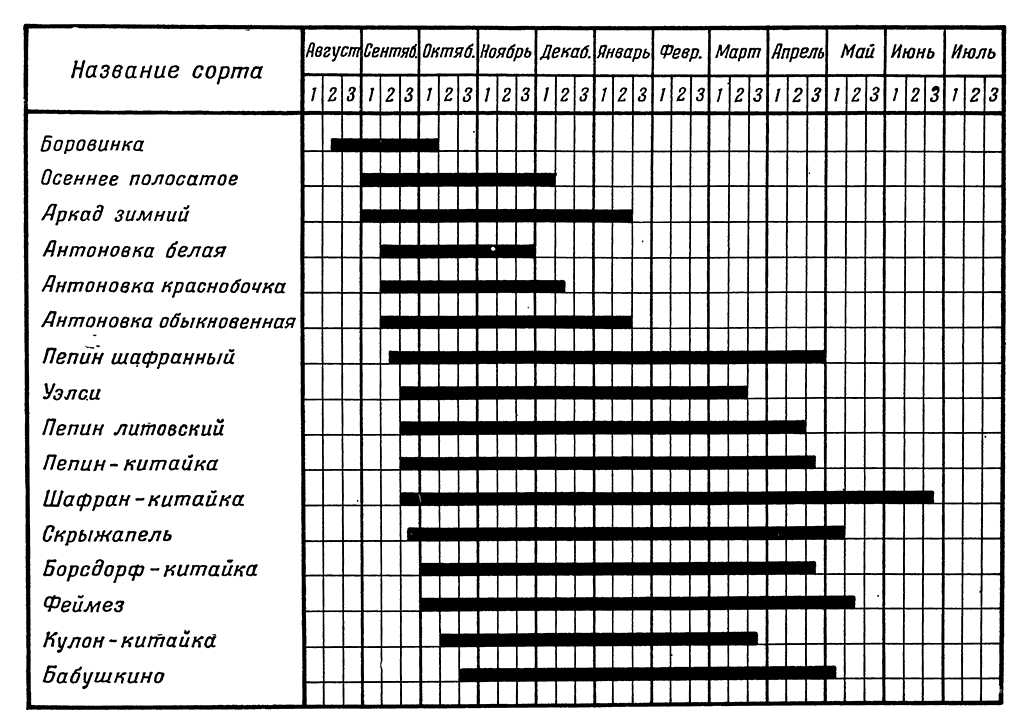 Название сорта
Август Сентяб. Октяб. Ноябрь Декаб. Январь Февр. Март Апрель Май Июнь Июль
1 2 3 1 2 3 1 2 3 1 2 3 1 2 3 1 2 3 1 2 3 1 2 3 1 2 3 1 2 3 1 2 3 1 2 3
Боровинка
Осеннее полосатое
Аркад зимний
Антоновка белая
Антоновка краснобочка
Антоновка обыкновенная
Пепин шафранный
Уэлси
Пепин литовский
Пепин-китайка
Шафран-китайка
Скрыжапель
Борсдорф-китайка
Феймез
Кулон-китайка
Бабушкино